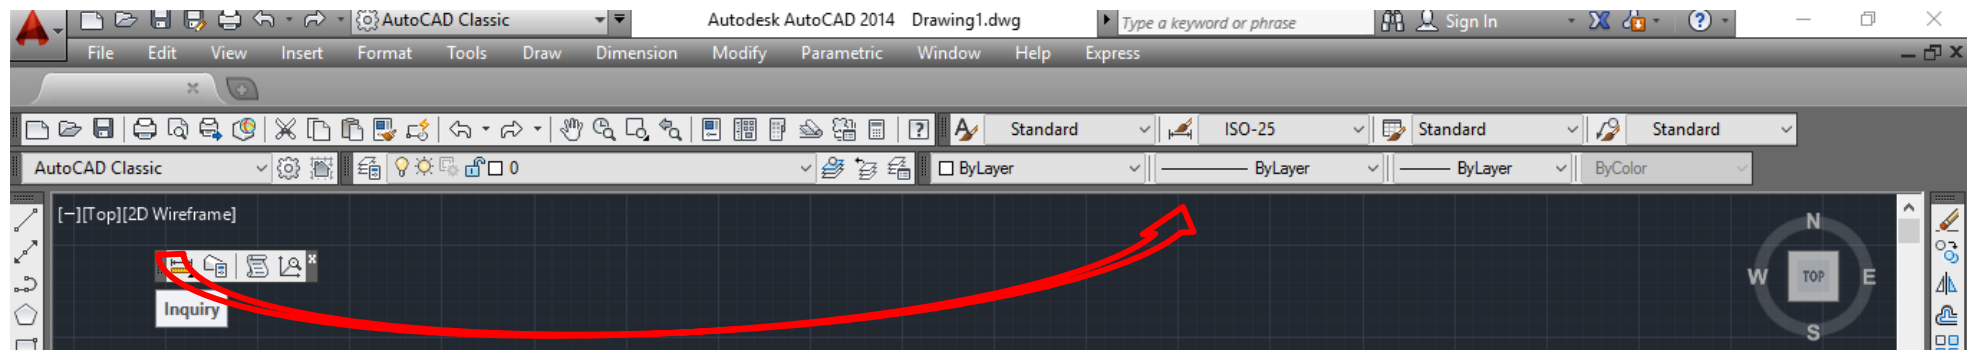 AutoCAD Classic Autodesk AutoCAD 2014 Drawing1.dwg Type a keyword or phrase Sign In
File Edit View Insert Format Tools Draw Dimension Modify Parametric Window Help Express
Standard ISO-25 Standard Standard
AutoCAD Classic 0 ByLayer ByLayer ByLayer ByColor
[−][Top][2D Wireframe]
N
W TOP E
S
Inquiry